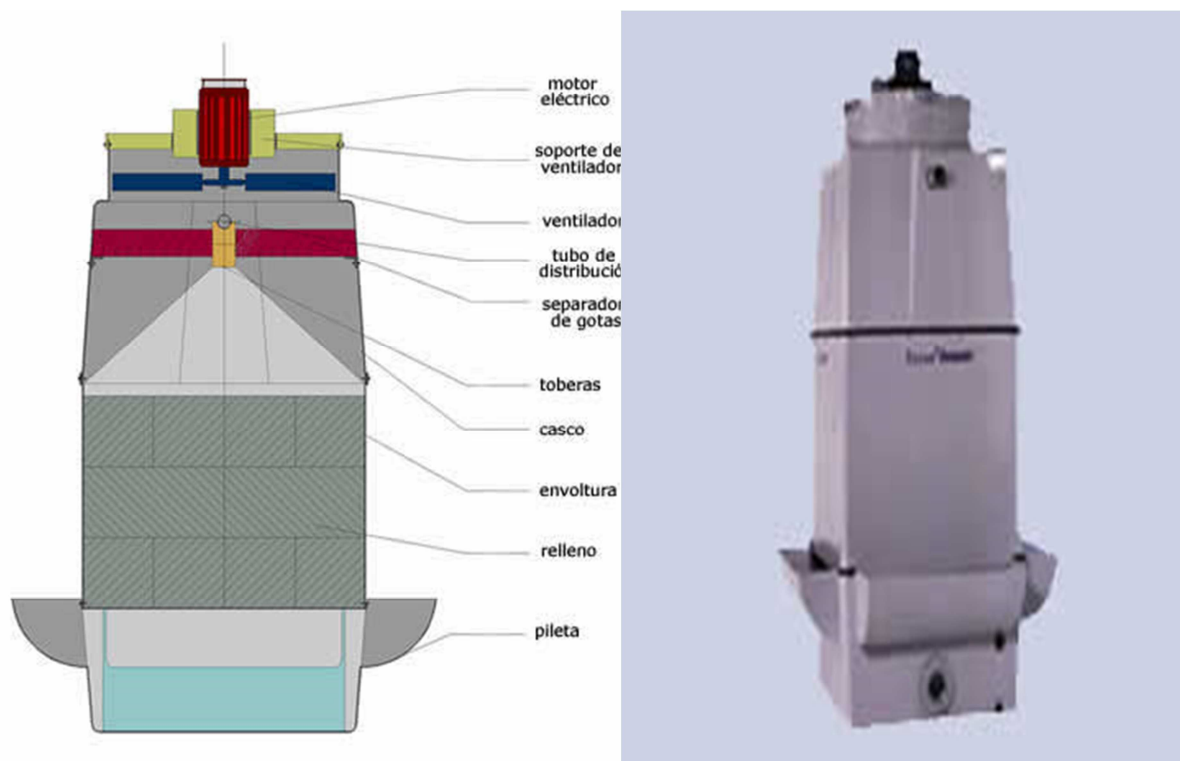 motor
eléctrico
soporte de
ventilador
ventilador
tubo de
distribució
separador
de gotas
toberas
casco
envoltura
relleno
pileta